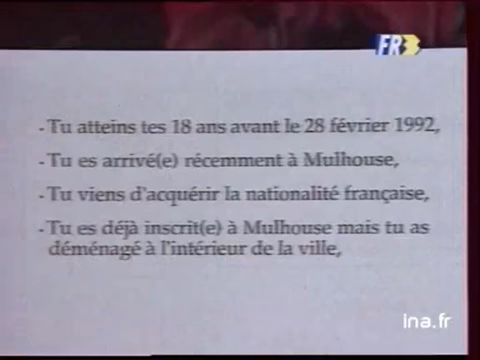 FR3
- Tu atteins tes 18 ans avant le 28 février 1992,
- Tu es arrivé(e) récemment à Mulhouse,
- Tu viens d'acquérir la nationalité française,
- Tu es déjà inscrit(e) à Mulhouse mais tu as
déménagé à l'intérieur de la ville,
ina.fr